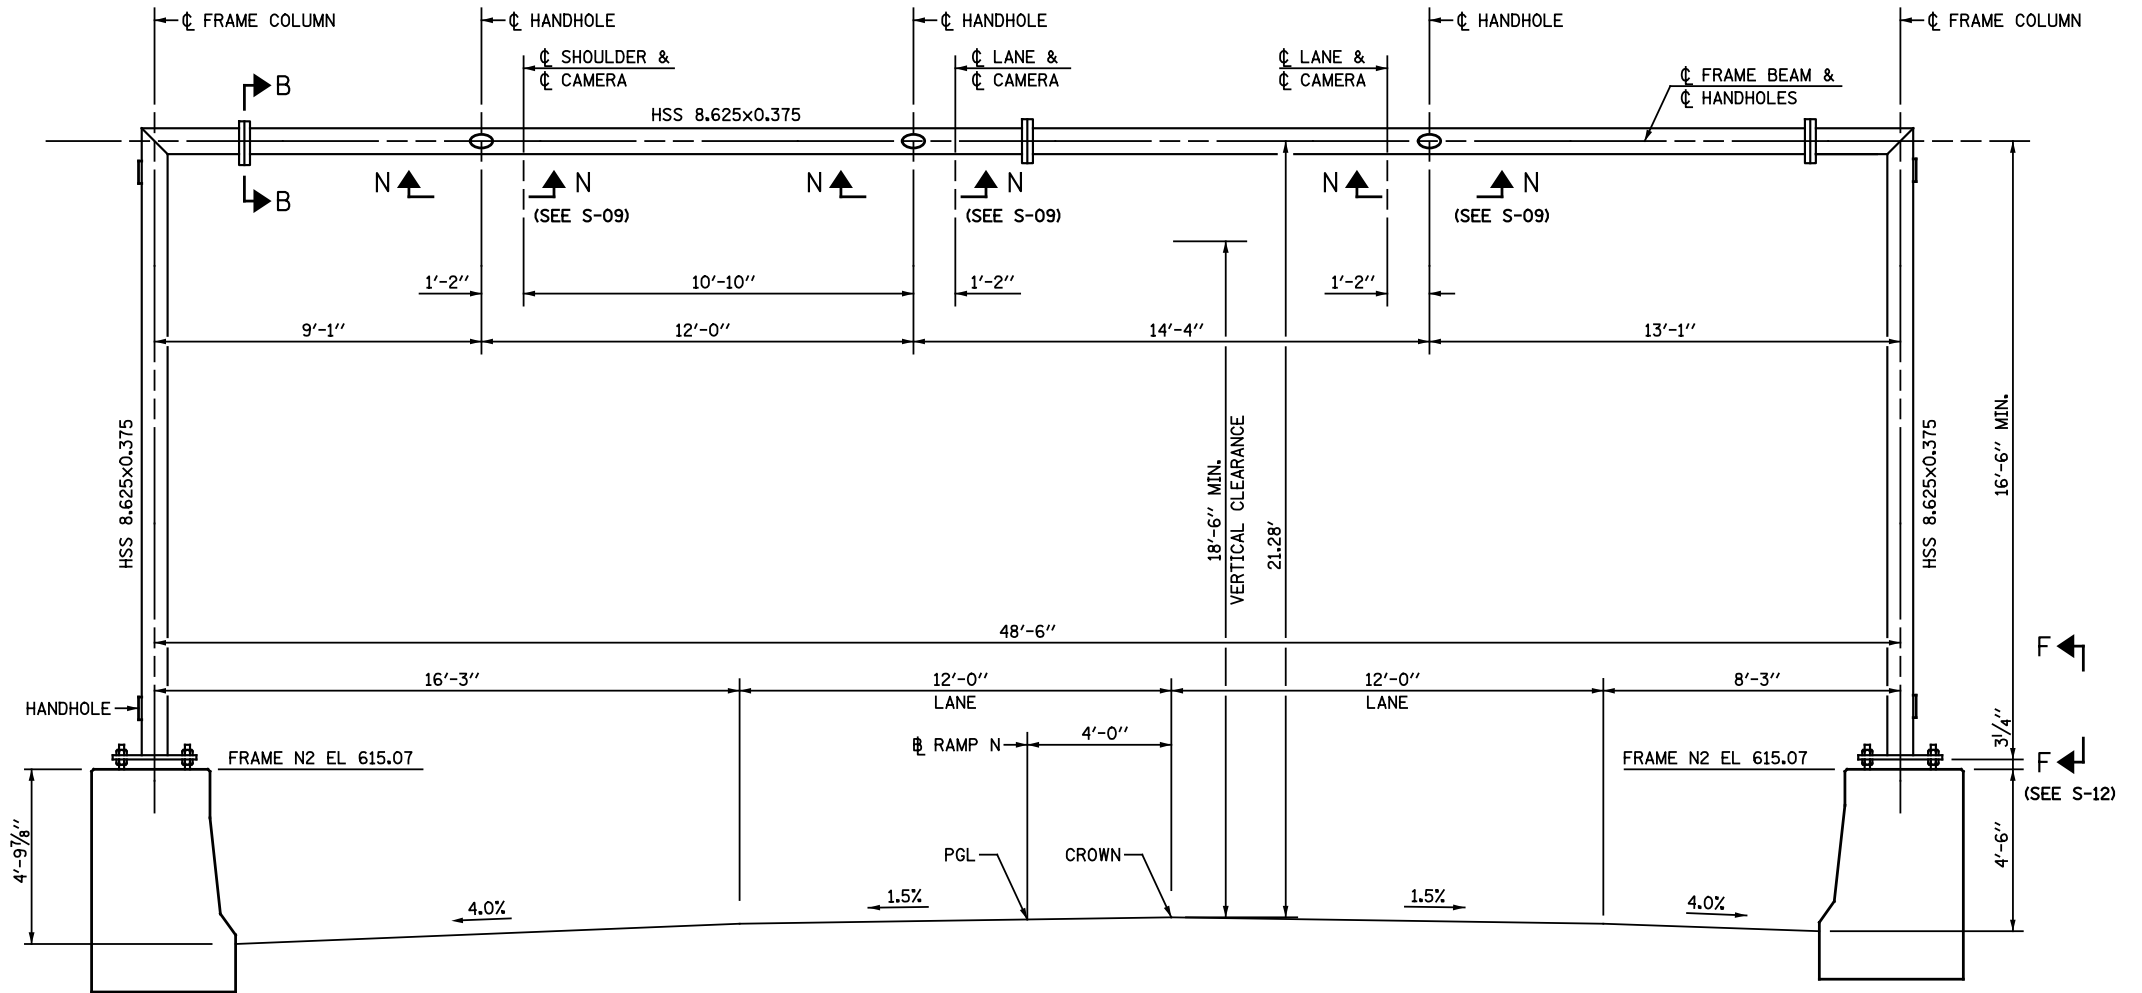 ℄ FRAME COLUMN
℄ HANDHOLE
℄ HANDHOLE
℄ HANDHOLE
℄ FRAME COLUMN
℄ SHOULDER &
℄ CAMERA
℄ LANE &
℄ CAMERA
℄ LANE &
℄ CAMERA
℄ FRAME BEAM &
℄ HANDHOLES
B
HSS 8.625x0.375
B
N
N
N
N
N
N
(SEE S-09)
(SEE S-09)
(SEE S-09)
1'-2''
10'-10''
1'-2''
1'-2''
9'-1''
12'-0''
14'-4''
13'-1''
HSS 8.625x0.375
18'-6'' MIN.
VERTICAL CLEARANCE
21.28'
HSS 8.625x0.375
16'-6'' MIN.
48'-6''
F
16'-3''
12'-0''
LANE
12'-0''
LANE
8'-3''
HANDHOLE
℄ RAMP N
4'-0''
3 1/4''
FRAME N2 EL 615.07
FRAME N2 EL 615.07
F
(SEE S-12)
4'-9 7/8''
PGL
CROWN
4'-6''
4.0%
1.5%
1.5%
4.0%